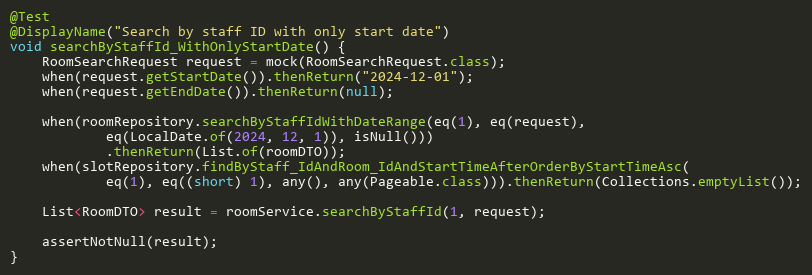 @Test
@DisplayName("Search by staff ID with only start date")
void searchByStaffId_WithOnlyStartDate() {
    RoomSearchRequest request = mock(RoomSearchRequest.class);
    when(request.getStartDate()).thenReturn("2024-12-01");
    when(request.getEndDate()).thenReturn(null);

    when(roomRepository.searchByStaffIdWithDateRange(eq(1), eq(request),
            eq(LocalDate.of(2024, 12, 1)), isNull()))
            .thenReturn(List.of(roomDTO));
    when(slotRepository.findByStaff_IdAndRoom_IdAndStartTimeAfterOrderByStartTimeAsc(
            eq(1), eq((short) 1), any(), any(Pageable.class))).thenReturn(Collections.emptyList());

    List<RoomDTO> result = roomService.searchByStaffId(1, request);

    assertNotNull(result);
}